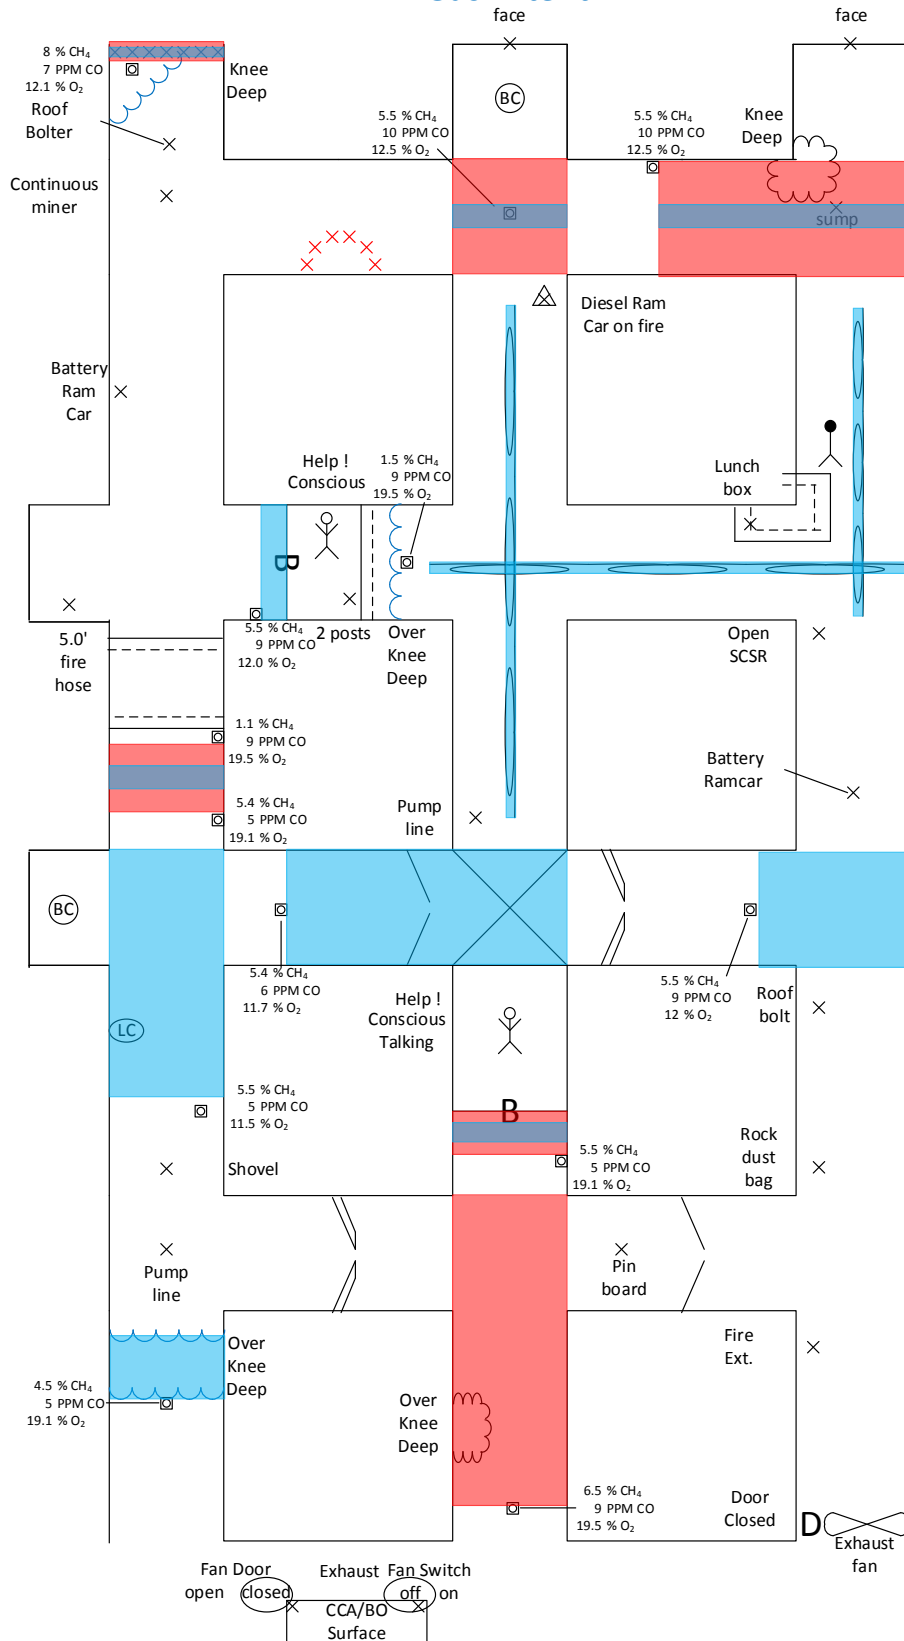 face
face
8 % CH₄
7 PPM CO
12.1 % O₂
Knee
Deep
Roof
Bolter
BC
5.5 % CH₄
10 PPM CO
12.5 % O₂
5.5 % CH₄
10 PPM CO
12.5 % O₂
Knee
Deep
Continuous
miner
sump
Diesel Ram
Car on fire
Battery
Ram
Car
Help !
Conscious
1.5 % CH₄
9 PPM CO
19.5 % O₂
Lunch
box
B
5.0'
fire
hose
5.5 % CH₄
9 PPM CO
12.0 % O₂
2 posts
Over
Knee
Deep
Open
SCSR
1.1 % CH₄
9 PPM CO
19.5 % O₂
Battery
Ramcar
5.4 % CH₄
5 PPM CO
19.1 % O₂
Pump
line
BC
5.4 % CH₄
6 PPM CO
11.7 % O₂
Help !
Conscious
Talking
5.5 % CH₄
9 PPM CO
12 % O₂
Roof
bolt
LC
5.5 % CH₄
5 PPM CO
11.5 % O₂
B
5.5 % CH₄
5 PPM CO
19.1 % O₂
Rock
dust
bag
Shovel
Pump
line
Pin
board
Over
Knee
Deep
Fire
Ext.
4.5 % CH₄
5 PPM CO
19.1 % O₂
Over
Knee
Deep
6.5 % CH₄
9 PPM CO
19.5 % O₂
Door
Closed
D
Exhaust
fan
Fan Door Exhaust Fan Switch
open closed off on
CCA/BO
Surface